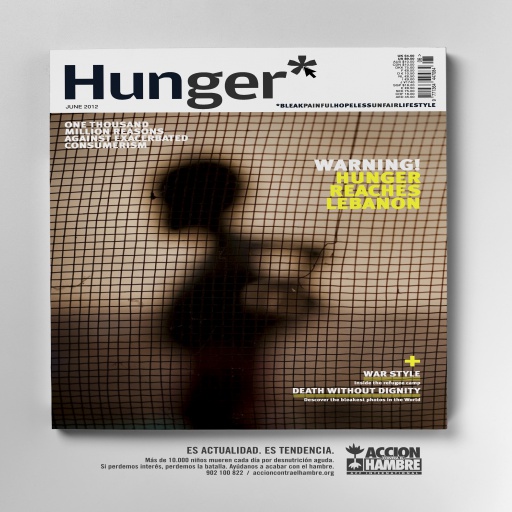 Hunger*
JUNE 2012
*BLEAKPAINFULHOPELESSUNFAIRLIFESTYLE
ONE THOUSAND
MILLION REASONS
AGAINST EXACERBATED
CONSUMERISM
WARNING!
HUNGER
REACHES
LEBANON
+
WAR STYLE
Inside the refugee camp
DEATH WITHOUT DIGNITY
Discover the bleakest photos in the World
ES ACTUALIDAD. ES TENDENCIA.
Más de 10.000 niños mueren cada día por desnutrición aguda.
Si perdemos interés, perdemos la batalla. Ayúdanos a acabar con el hambre.
902 100 822 / accioncontraelhambre.org
ACCION
HAMBRE
ACF INTERNATIONAL